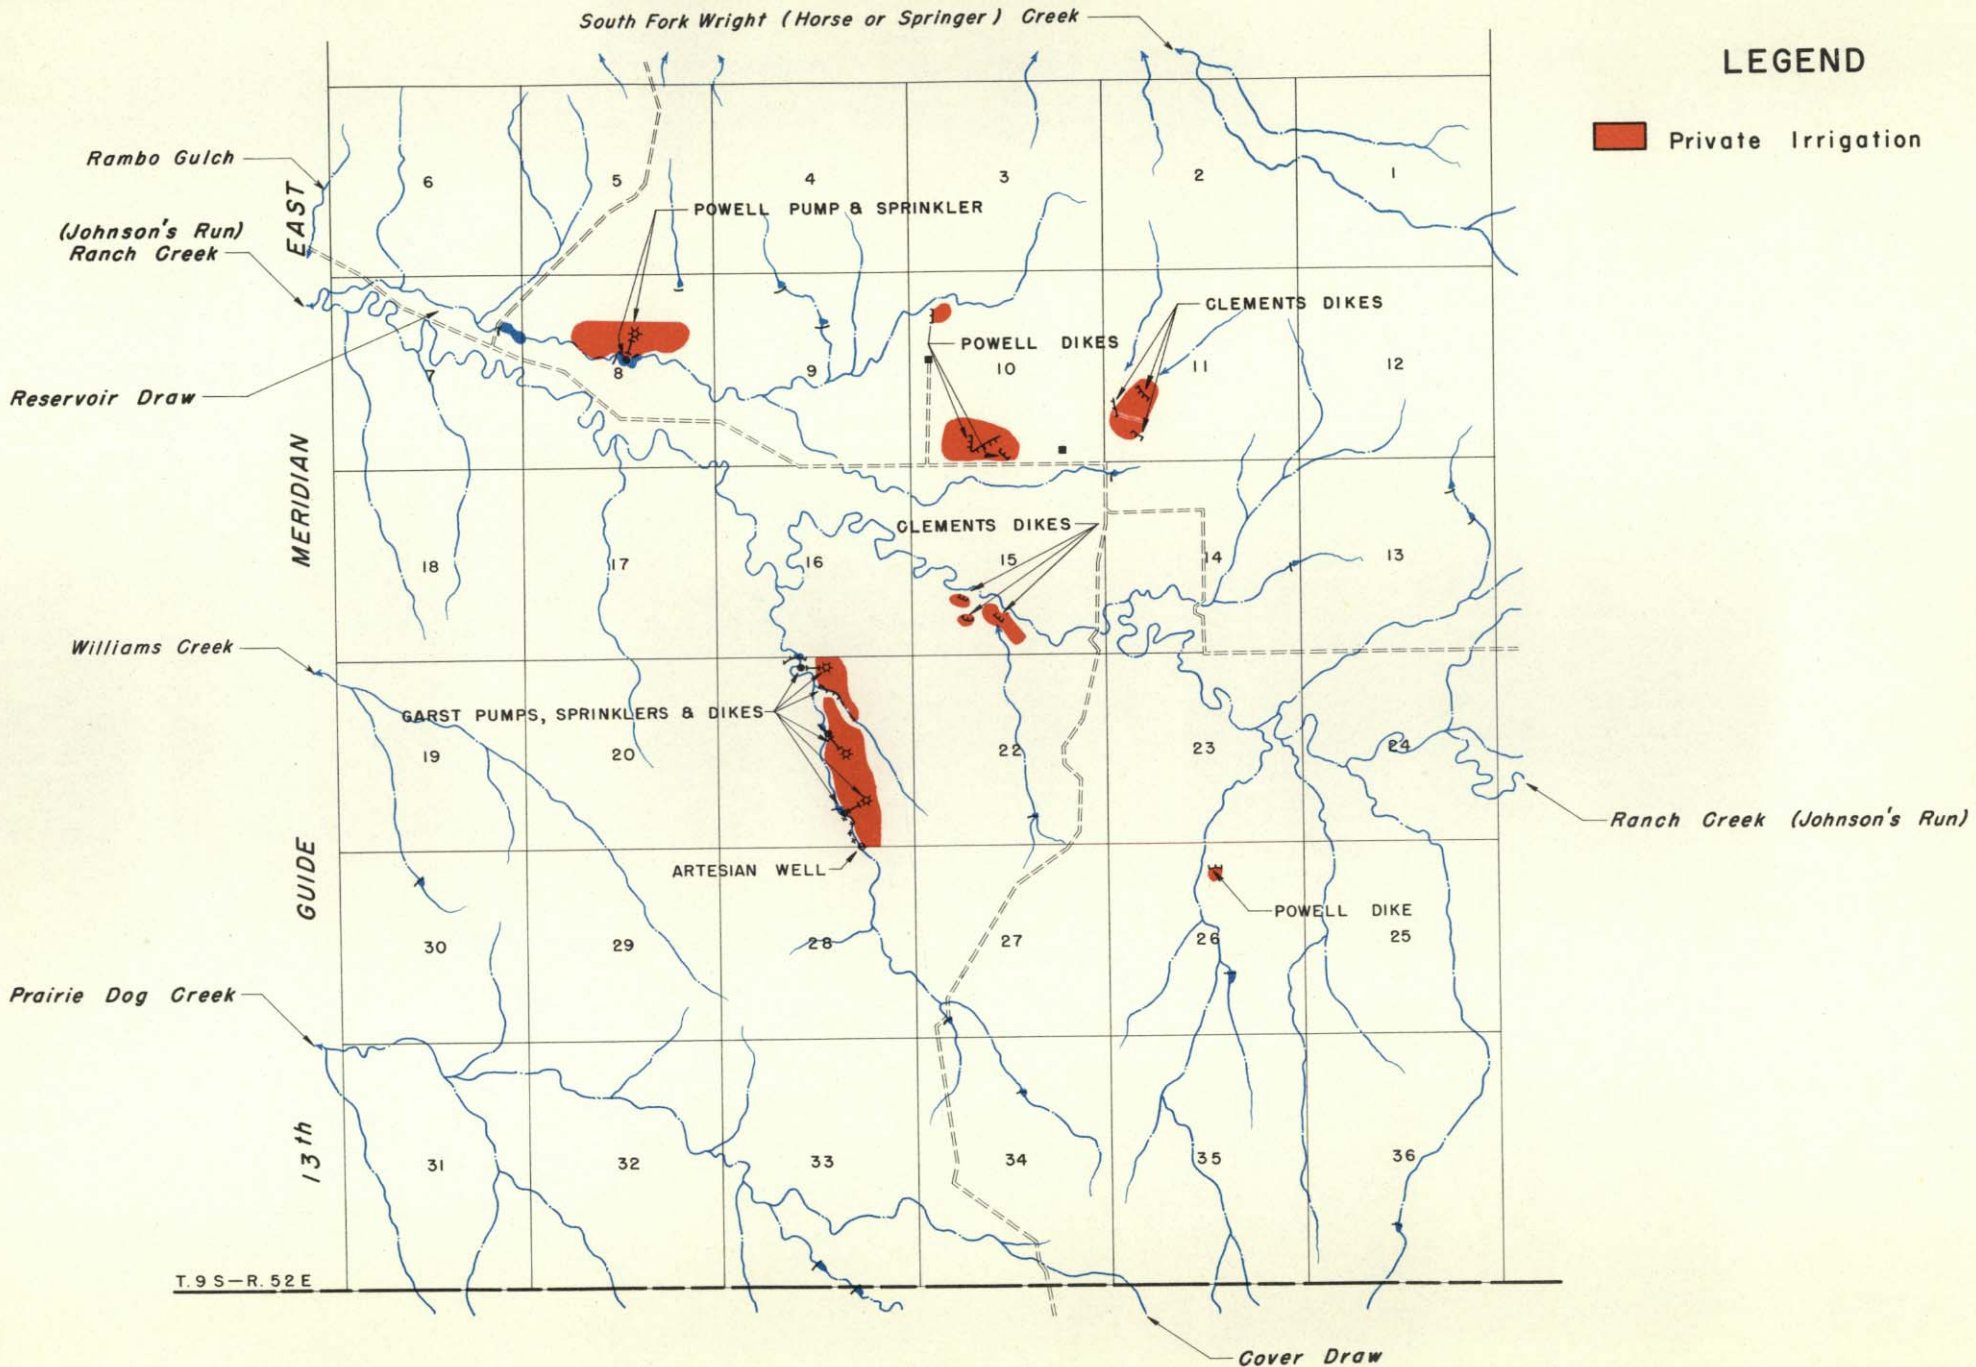 South Fork Wright (Horse or Springer) Creek
LEGEND
Private Irrigation
Rambo Gulch
(Johnson's Run)
Ranch Creek
EAST
6
5
4
3
2
1
POWELL PUMP & SPRINKLER
CLEMENTS DIKES
POWELL DIKES
7
8
9
10
11
12
Reservoir Draw
MERIDIAN
CLEMENTS DIKES
18
17
16
15
14
13
Williams Creek
GARST PUMPS, SPRINKLERS & DIKES
19
20
22
23
24
Ranch Creek (Johnson's Run)
GUIDE
ARTESIAN WELL
POWELL DIKE
30
29
28
27
26
25
Prairie Dog Creek
13th
31
32
33
34
35
36
T. 9 S-R. 52 E
Cover Draw